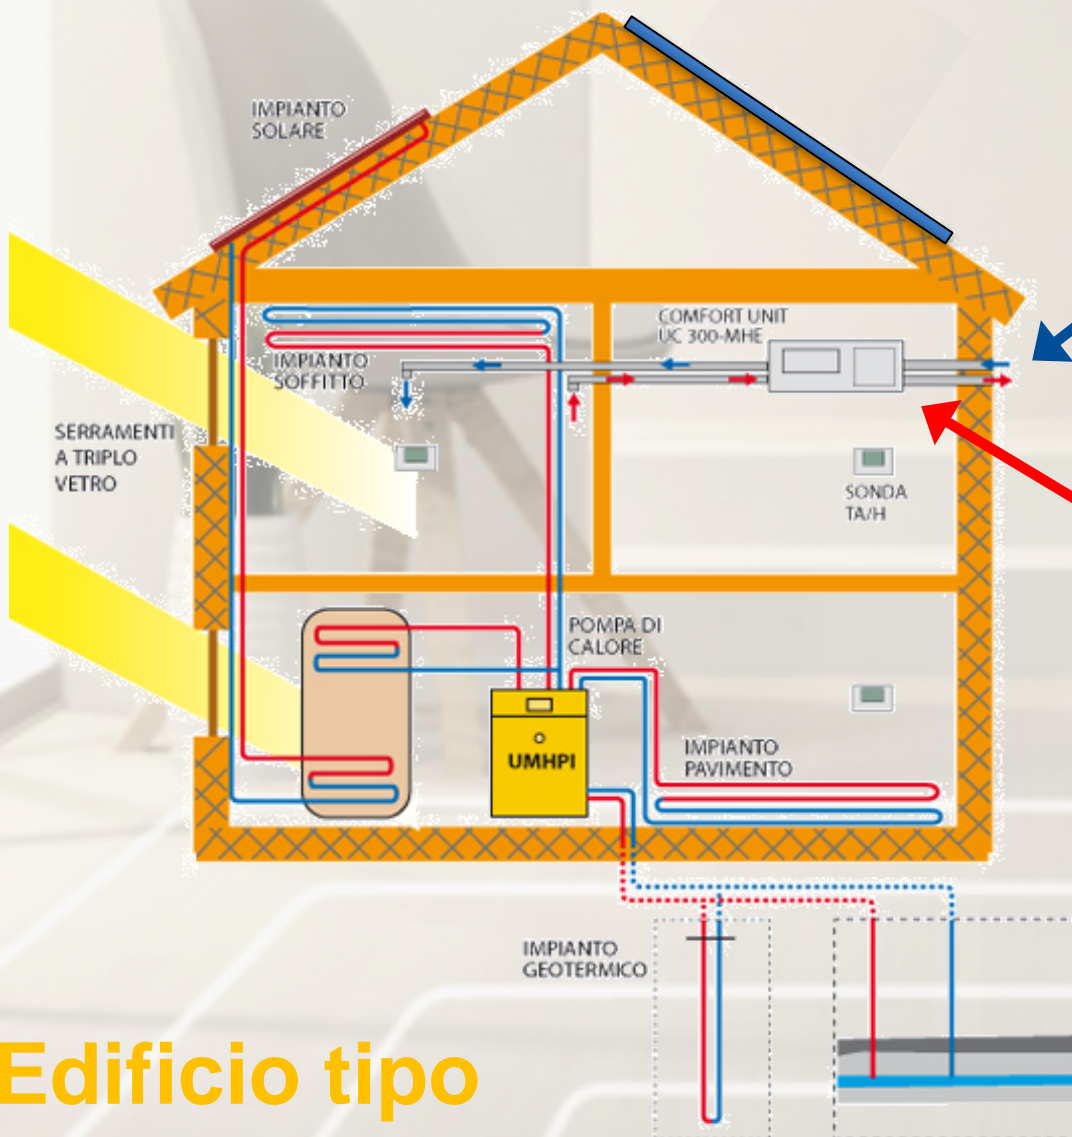 IMPIANTO
SOLARE
COMFORT UNIT
UC 300-MHE
IMPIANTO
SOFFITTO
SERRAMENTI
A TRIPLO
VETRO
SONDA
TA/H
POMPA DI
CALORE
UMHPI
IMPIANTO
PAVIMENTO
IMPIANTO
GEOTERMICO
Edificio tipo